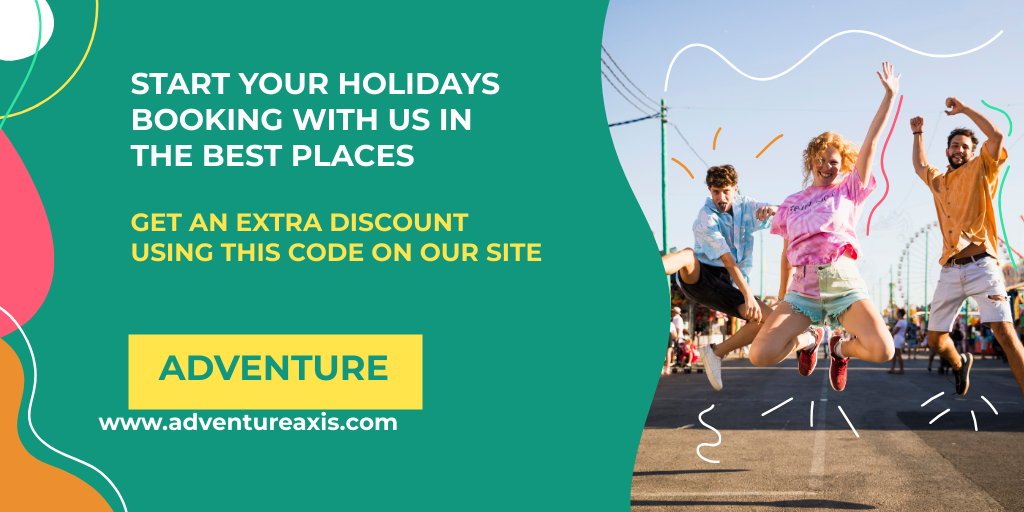 START YOUR HOLIDAYS
BOOKING WITH US IN
THE BEST PLACES
GET AN EXTRA DISCOUNT
USING THIS CODE ON OUR SITE
ADVENTURE
www.adventureaxis.com